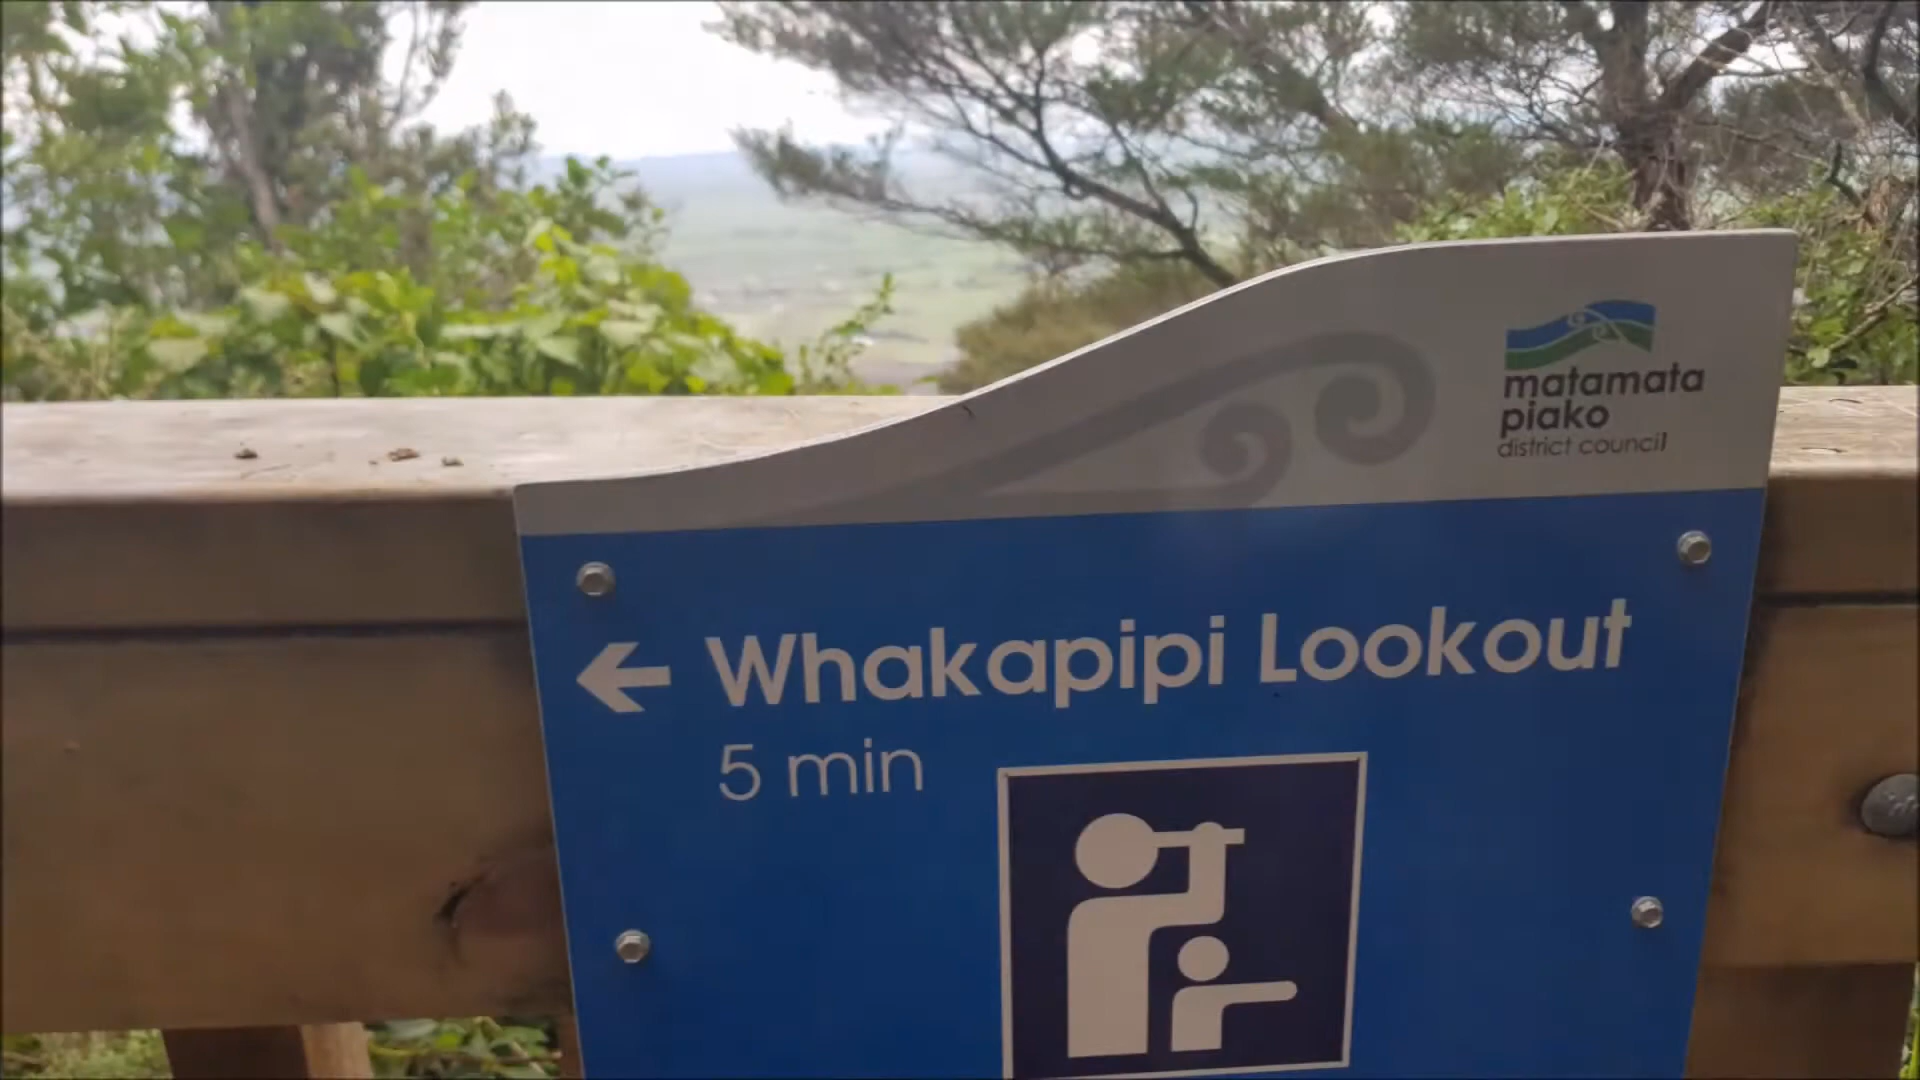 matamata
piako
district council
Whakapipi Lookout
5 min